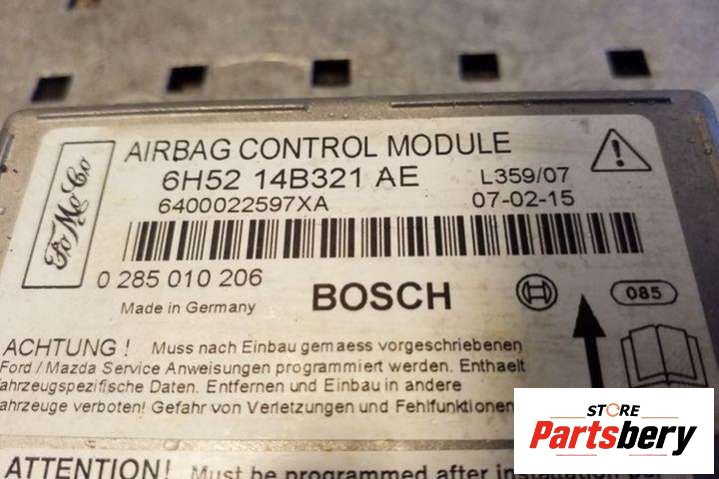 AIRBAG CONTROL MODULE
6H52 14B321 AE
L359/07
6400022597XA
07-02-15
FoMoCo
0 285 010 206
Made in Germany
BOSCH
085
ACHTUNG ! Muss nach Einbau gemaess vorgeschriebenen
Ford / Mazda Service Anweisungen programmiert werden. Enthaelt
ahrzeugspezifische Daten. Entfernen und Einbau in andere
ahrzeuge verboten! Gefahr von Verletzungen und Fehlfunktionen
ATTENTION! Must be programmed after installation
STORE
Partsbery